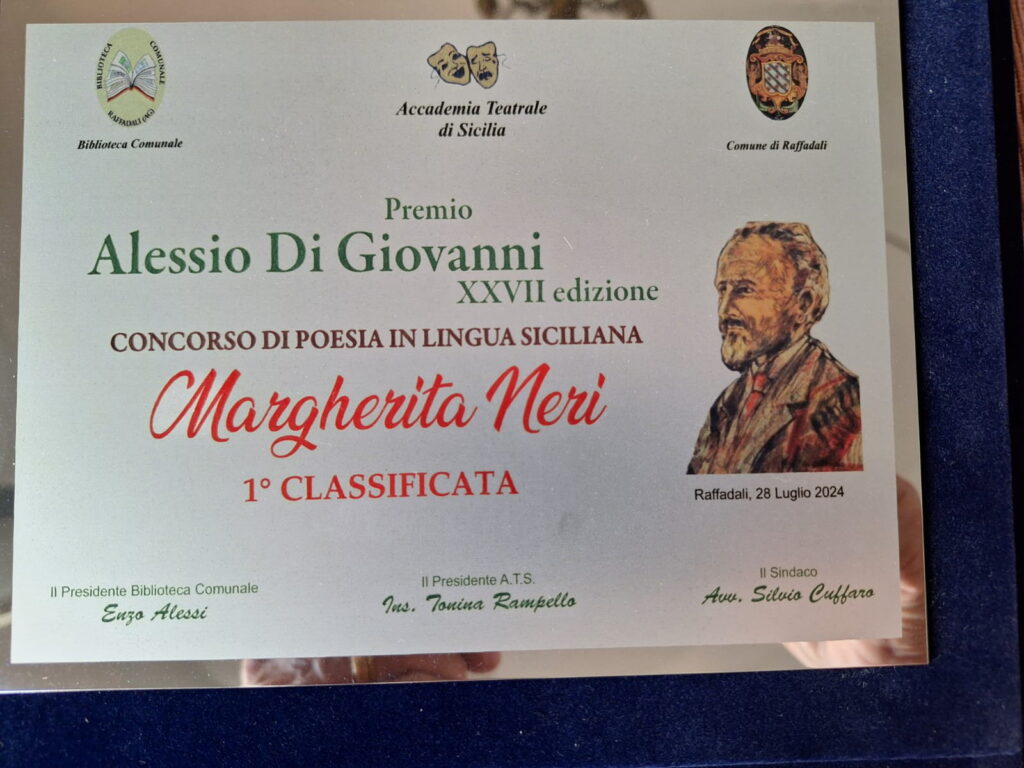 BIBLIOTECA COMUNALE
RAFFADALI (AG)
Biblioteca Comunale
Accademia Teatrale
di Sicilia
Comune di Raffadali
Premio
Alessio Di Giovanni
XXVII edizione
CONCORSO DI POESIA IN LINGUA SICILIANA
Margherita Neri
1° CLASSIFICATA
Raffadali, 28 Luglio 2024
Il Presidente Biblioteca Comunale
Enzo Alessi
Il Presidente A.T.S.
Ins. Tonina Rampello
Il Sindaco
Avv. Silvio Cuffaro